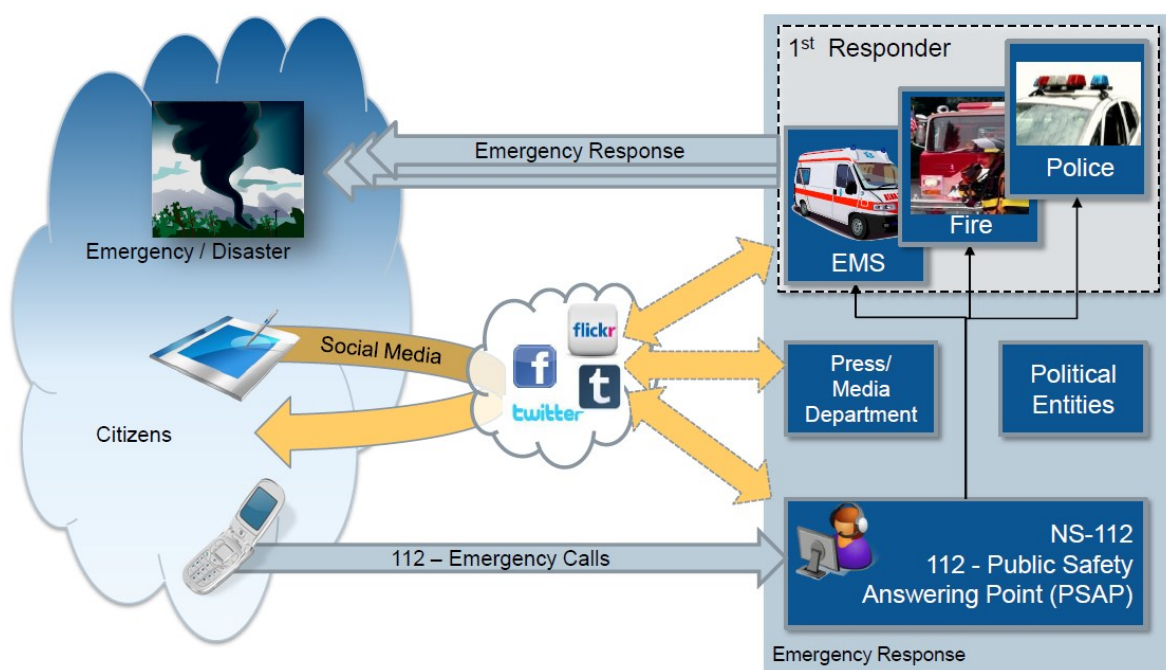 1st Responder
Police
Fire
EMS
Emergency Response
Emergency / Disaster
flickr
Social Media
f
t
twitter
Citizens
Press/
Media
Department
Political
Entities
112 – Emergency Calls
NS-112
112 - Public Safety
Answering Point (PSAP)
Emergency Response